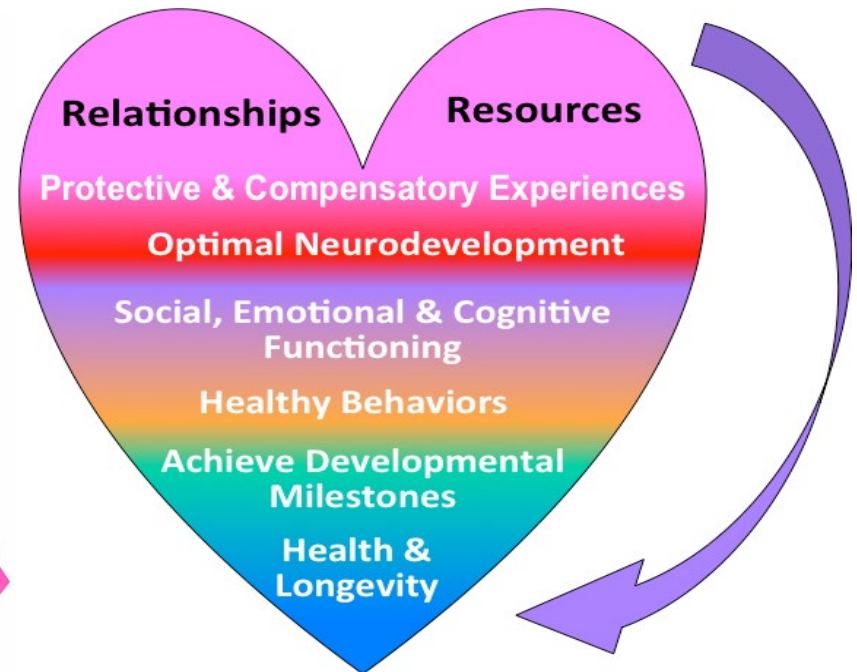 Relationships
Resources
Protective & Compensatory Experiences
Optimal Neurodevelopment
Social, Emotional & Cognitive
Functioning
Healthy Behaviors
Achieve Developmental
Milestones
Health &
Longevity